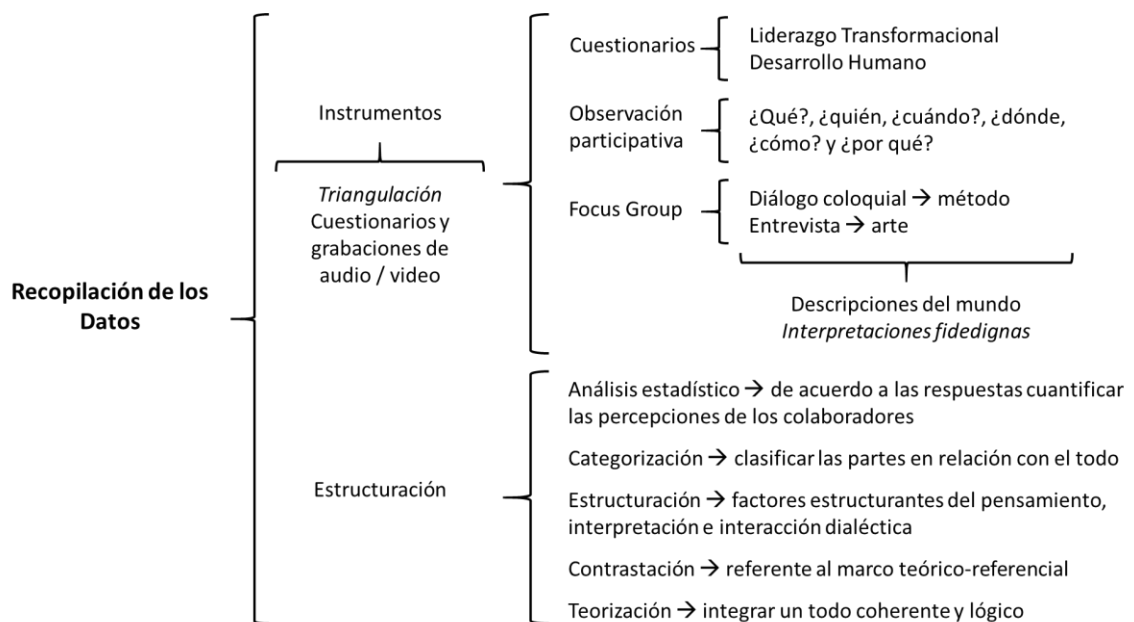 Recopilación de los
Datos
Instrumentos
Triangulación
Cuestionarios y
grabaciones de
audio / video
Cuestionarios
Liderazgo Transformacional
Desarrollo Humano
Observación
participativa
¿Qué?, ¿quién, ¿cuándo?, ¿dónde,
¿cómo? y ¿por qué?
Focus Group
Diálogo coloquial → método
Entrevista → arte
Descripciones del mundo
Interpretaciones fidedignas
Estructuración
Análisis estadístico → de acuerdo a las respuestas cuantificar
las percepciones de los colaboradores
Categorización → clasificar las partes en relación con el todo
Estructuración → factores estructurantes del pensamiento,
interpretación e interacción dialéctica
Contrastación → referente al marco teórico-referencial
Teorización → integrar un todo coherente y lógico